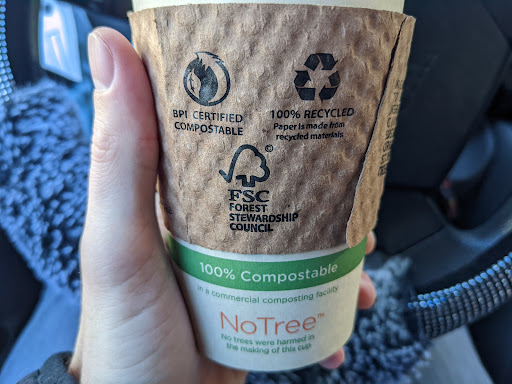 BPI CERTIFIED
COMPOSTABLE
100% RECYCLED
Paper is made from
recycled materials
©
FSC
FOREST
STEWARDSHIP
COUNCIL
100% Compostable
in a commercial composting facility
NoTree™
No trees were harmed in
the making of this cup